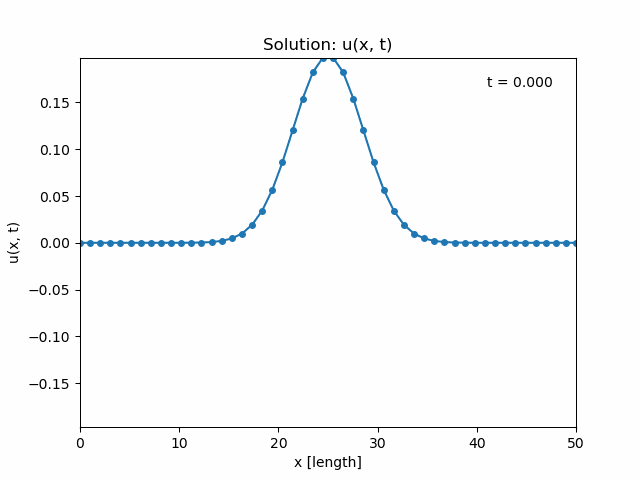 Solution: u(x, t)
t = 0.000
0.15
0.10
0.05
0.00
−0.05
−0.10
−0.15
u(x, t)
0 10 20 30 40 50
x [length]